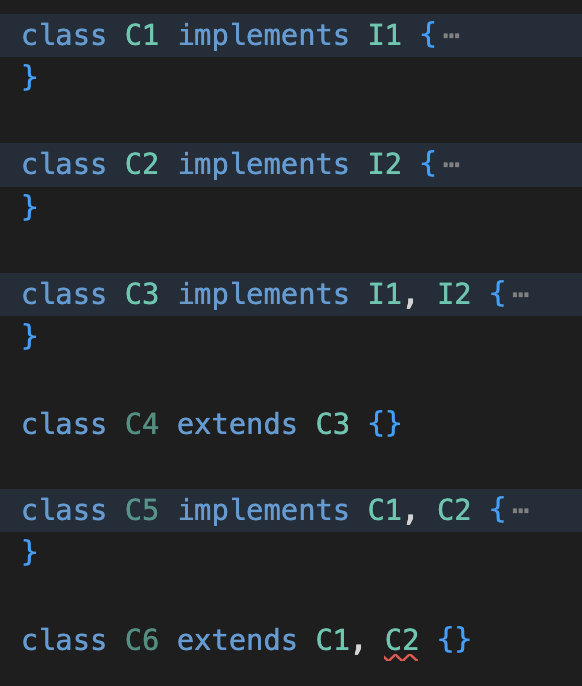 class C1 implements I1 {⋯
}
class C2 implements I2 {⋯
}
class C3 implements I1, I2 {⋯
}
class C4 extends C3 {}
class C5 implements C1, C2 {⋯
}
class C6 extends C1, C2 {}